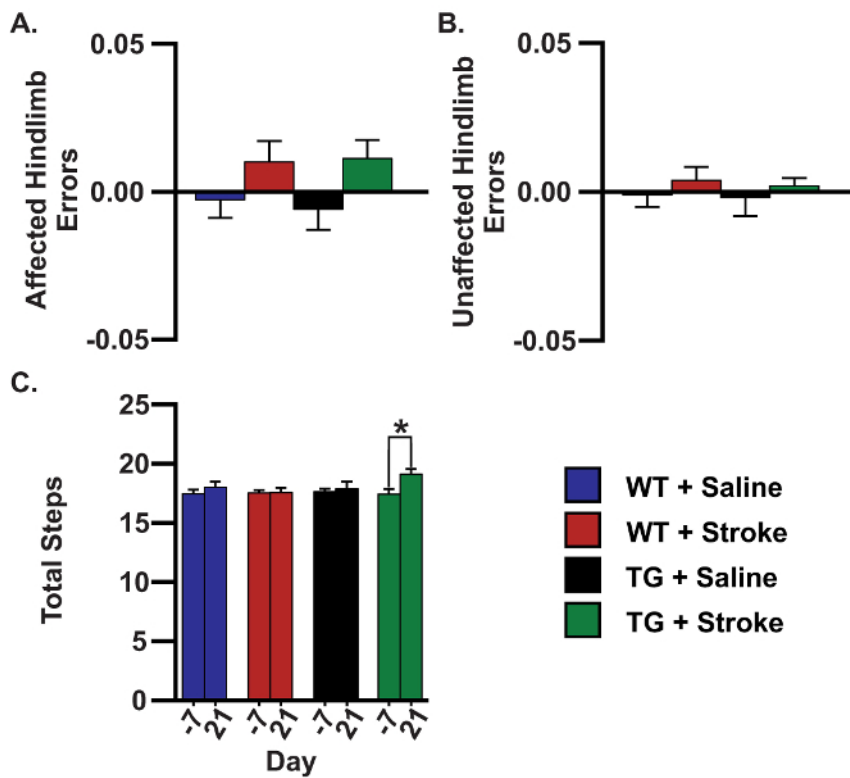 A.
Affected Hindlimb
Errors
0.05
0.00
-0.05
B.
Unaffected Hindlimb
Errors
0.05
0.00
-0.05
C.
Total Steps
25
20
15
10
5
0
*
-7 21 -7 21 -7 21 -7 21
Day
WT + Saline
WT + Stroke
TG + Saline
TG + Stroke